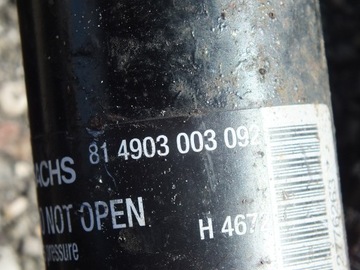 81 4903 003 092
ACHS
NOT OPEN
H 467
pressure